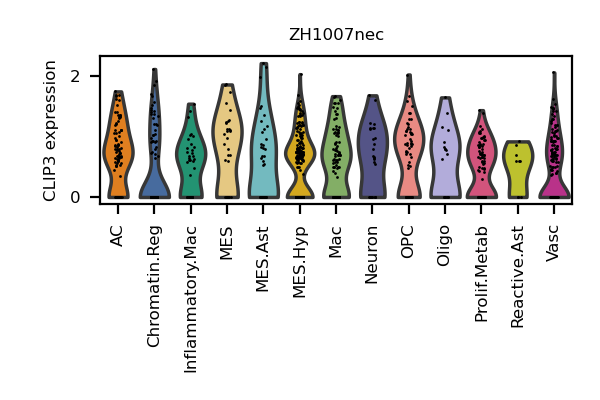 ZH1007nec
CLIP3 expression
2
0
AC
Chromatin.Reg
Inflammatory.Mac
MES
MES.Ast
MES.Hyp
Mac
Neuron
OPC
Oligo
Prolif.Metab
Reactive.Ast
Vasc